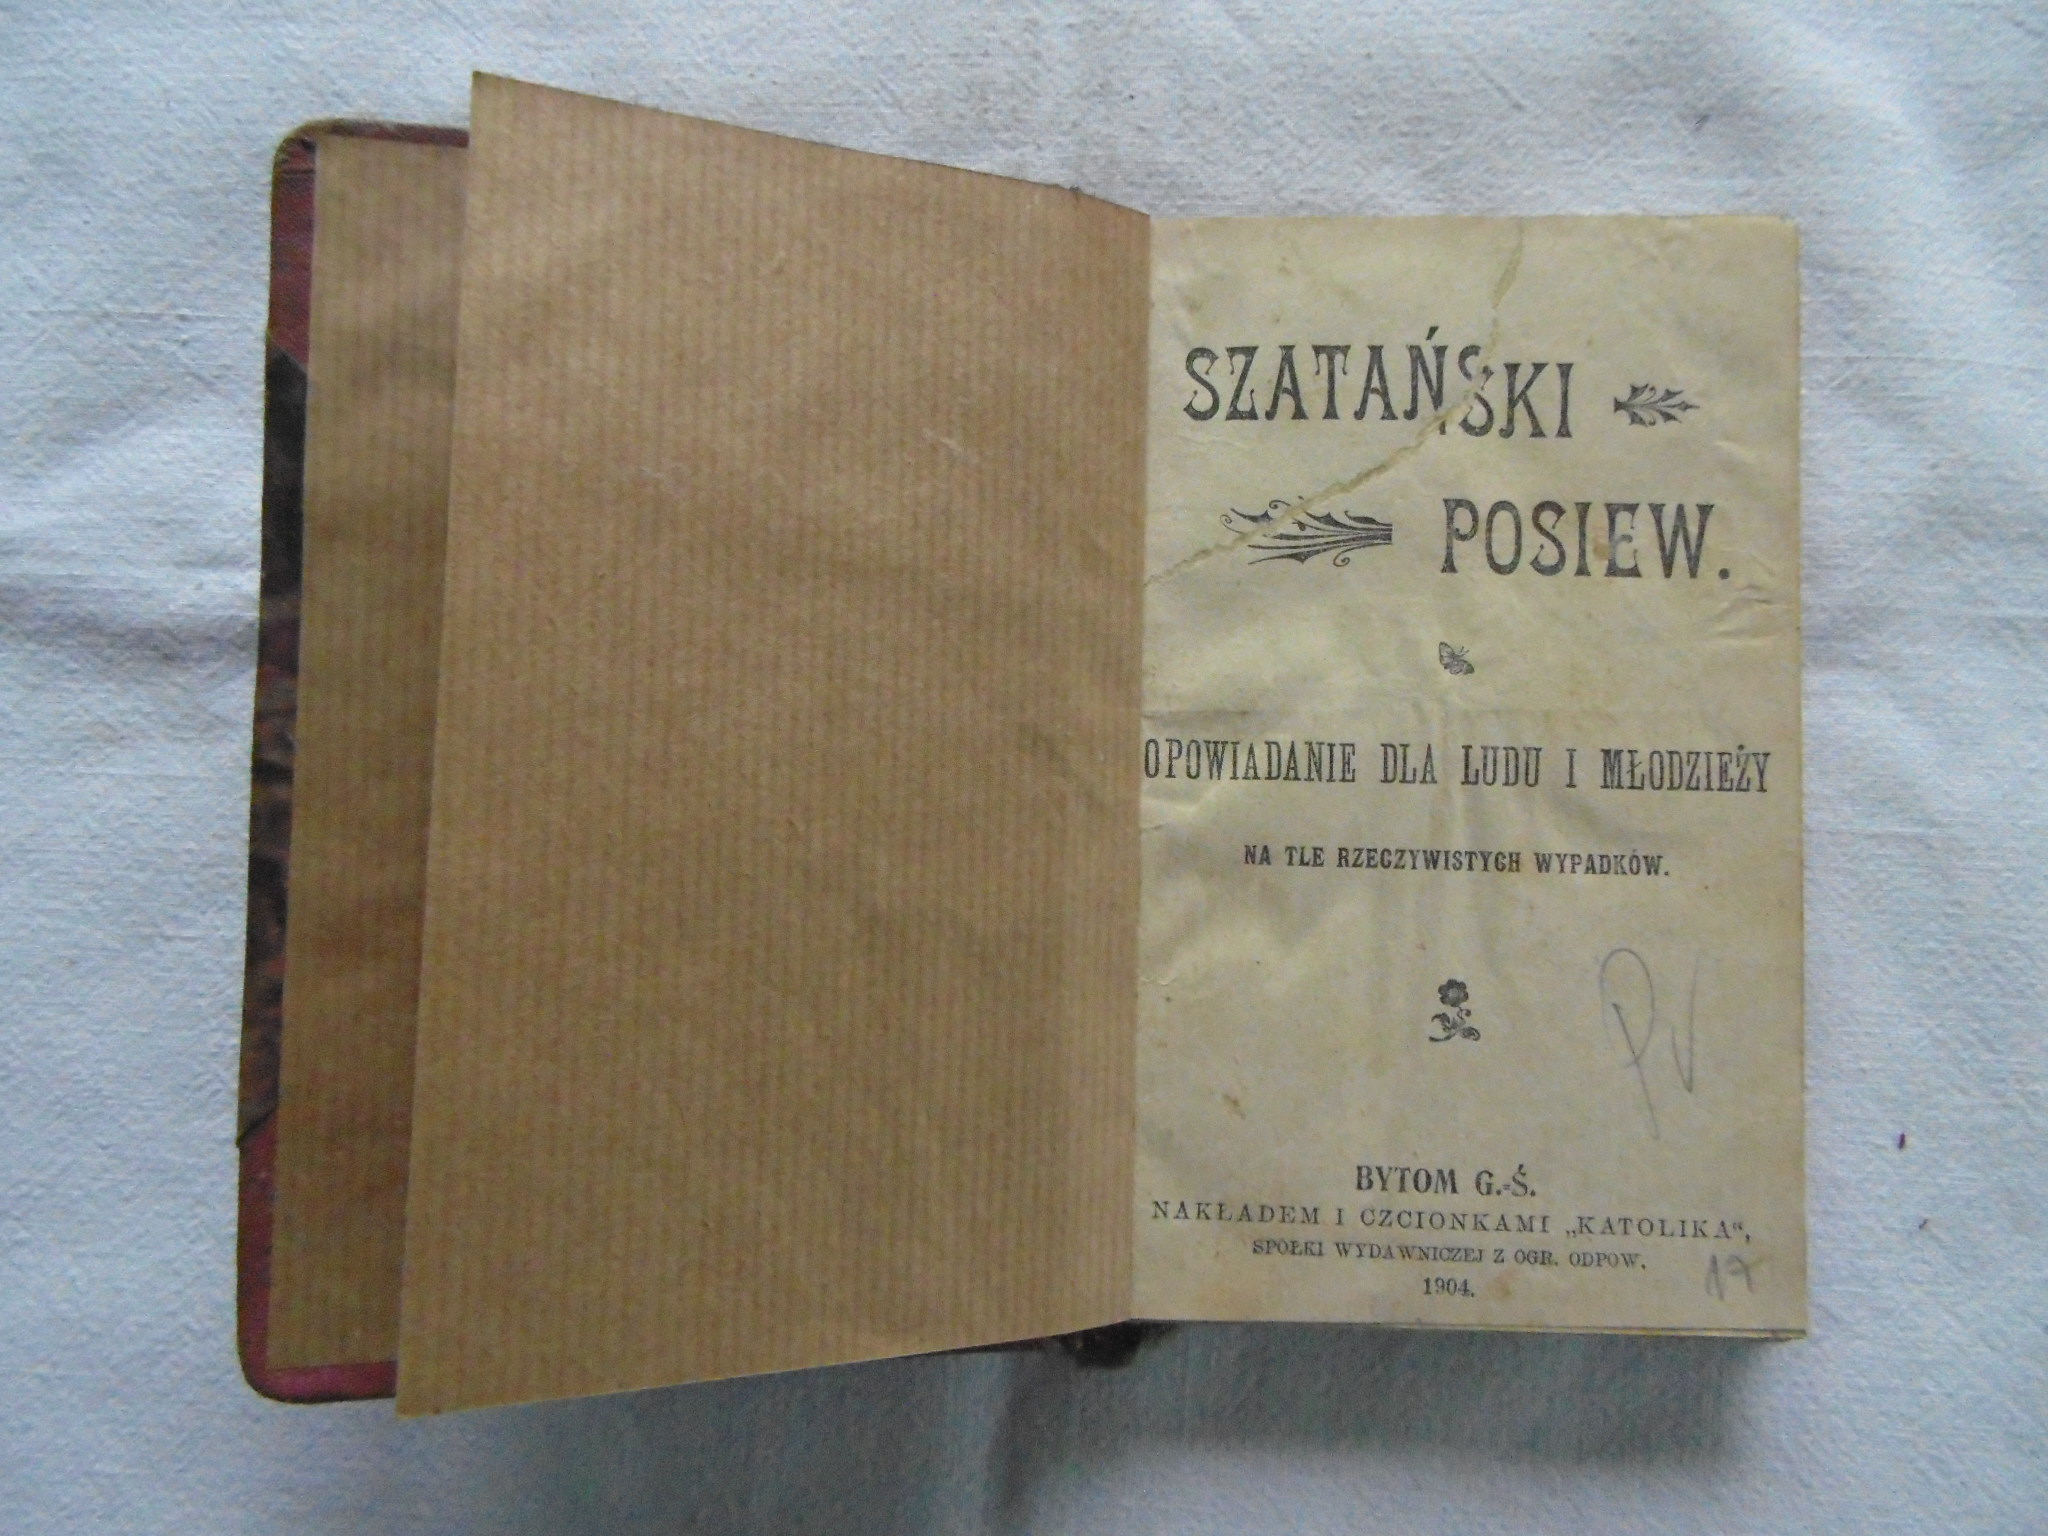 SZATAŃSKI
POSIEW.
OPOWIADANIE DLA LUDU I MŁODZIEŻY
NA TLE RZECZYWISTYCH WYPADKÓW.
BYTOM G.-Ś.
NAKŁADEM I CZCIONKAMI „KATOLIKA“,
SPÓŁKI WYDAWNICZEJ Z OGR. ODPOW.
1904.
17